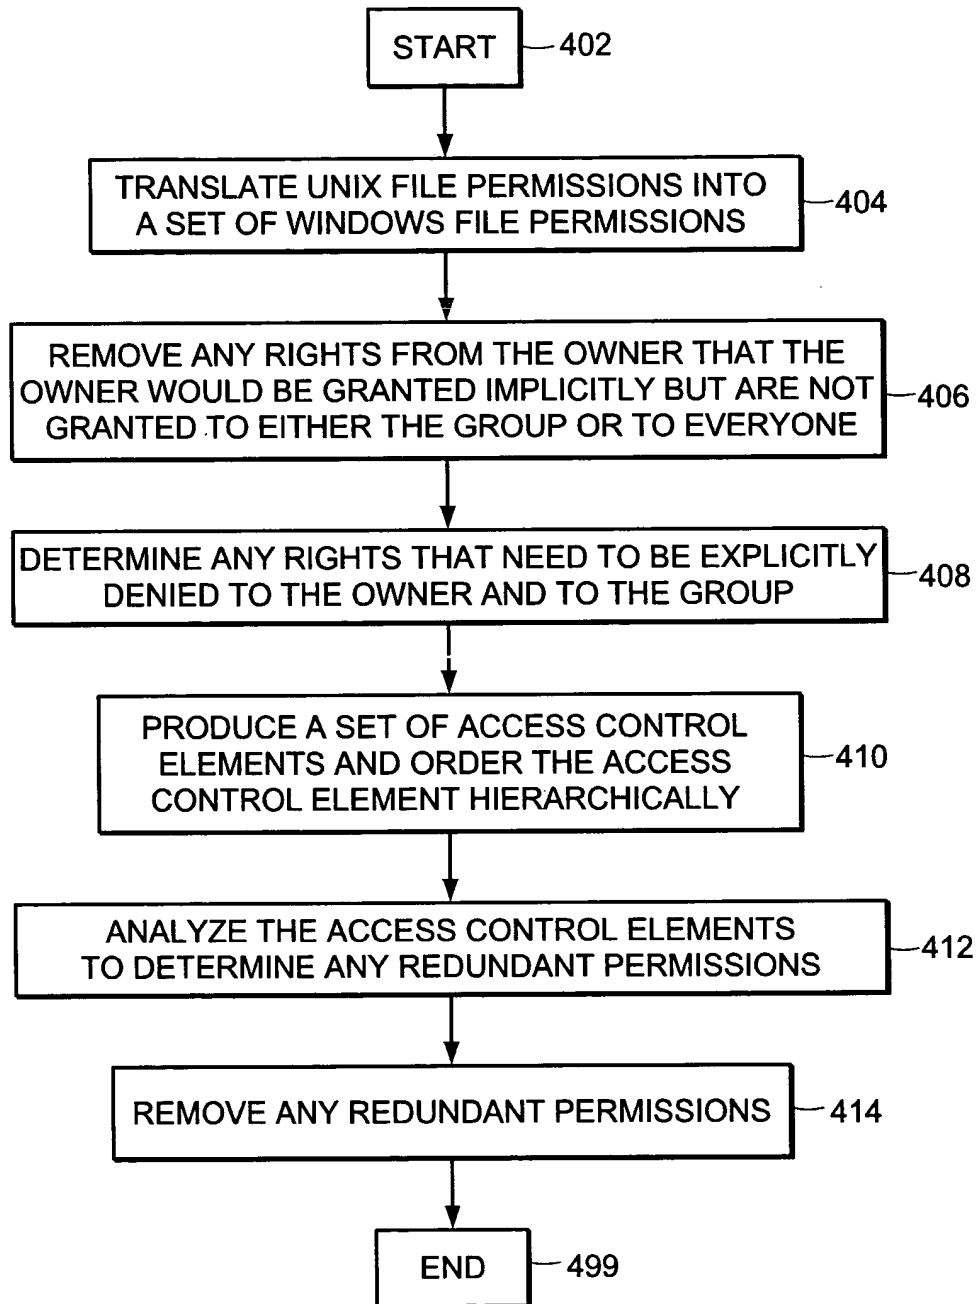 START
402
TRANSLATE UNIX FILE PERMISSIONS INTO
A SET OF WINDOWS FILE PERMISSIONS
404
REMOVE ANY RIGHTS FROM THE OWNER THAT THE
OWNER WOULD BE GRANTED IMPLICITLY BUT ARE NOT
GRANTED TO EITHER THE GROUP OR TO EVERYONE
406
DETERMINE ANY RIGHTS THAT NEED TO BE EXPLICITLY
DENIED TO THE OWNER AND TO THE GROUP
408
PRODUCE A SET OF ACCESS CONTROL
ELEMENTS AND ORDER THE ACCESS
CONTROL ELEMENT HIERARCHICALLY
410
ANALYZE THE ACCESS CONTROL ELEMENTS
TO DETERMINE ANY REDUNDANT PERMISSIONS
412
REMOVE ANY REDUNDANT PERMISSIONS
414
END
499